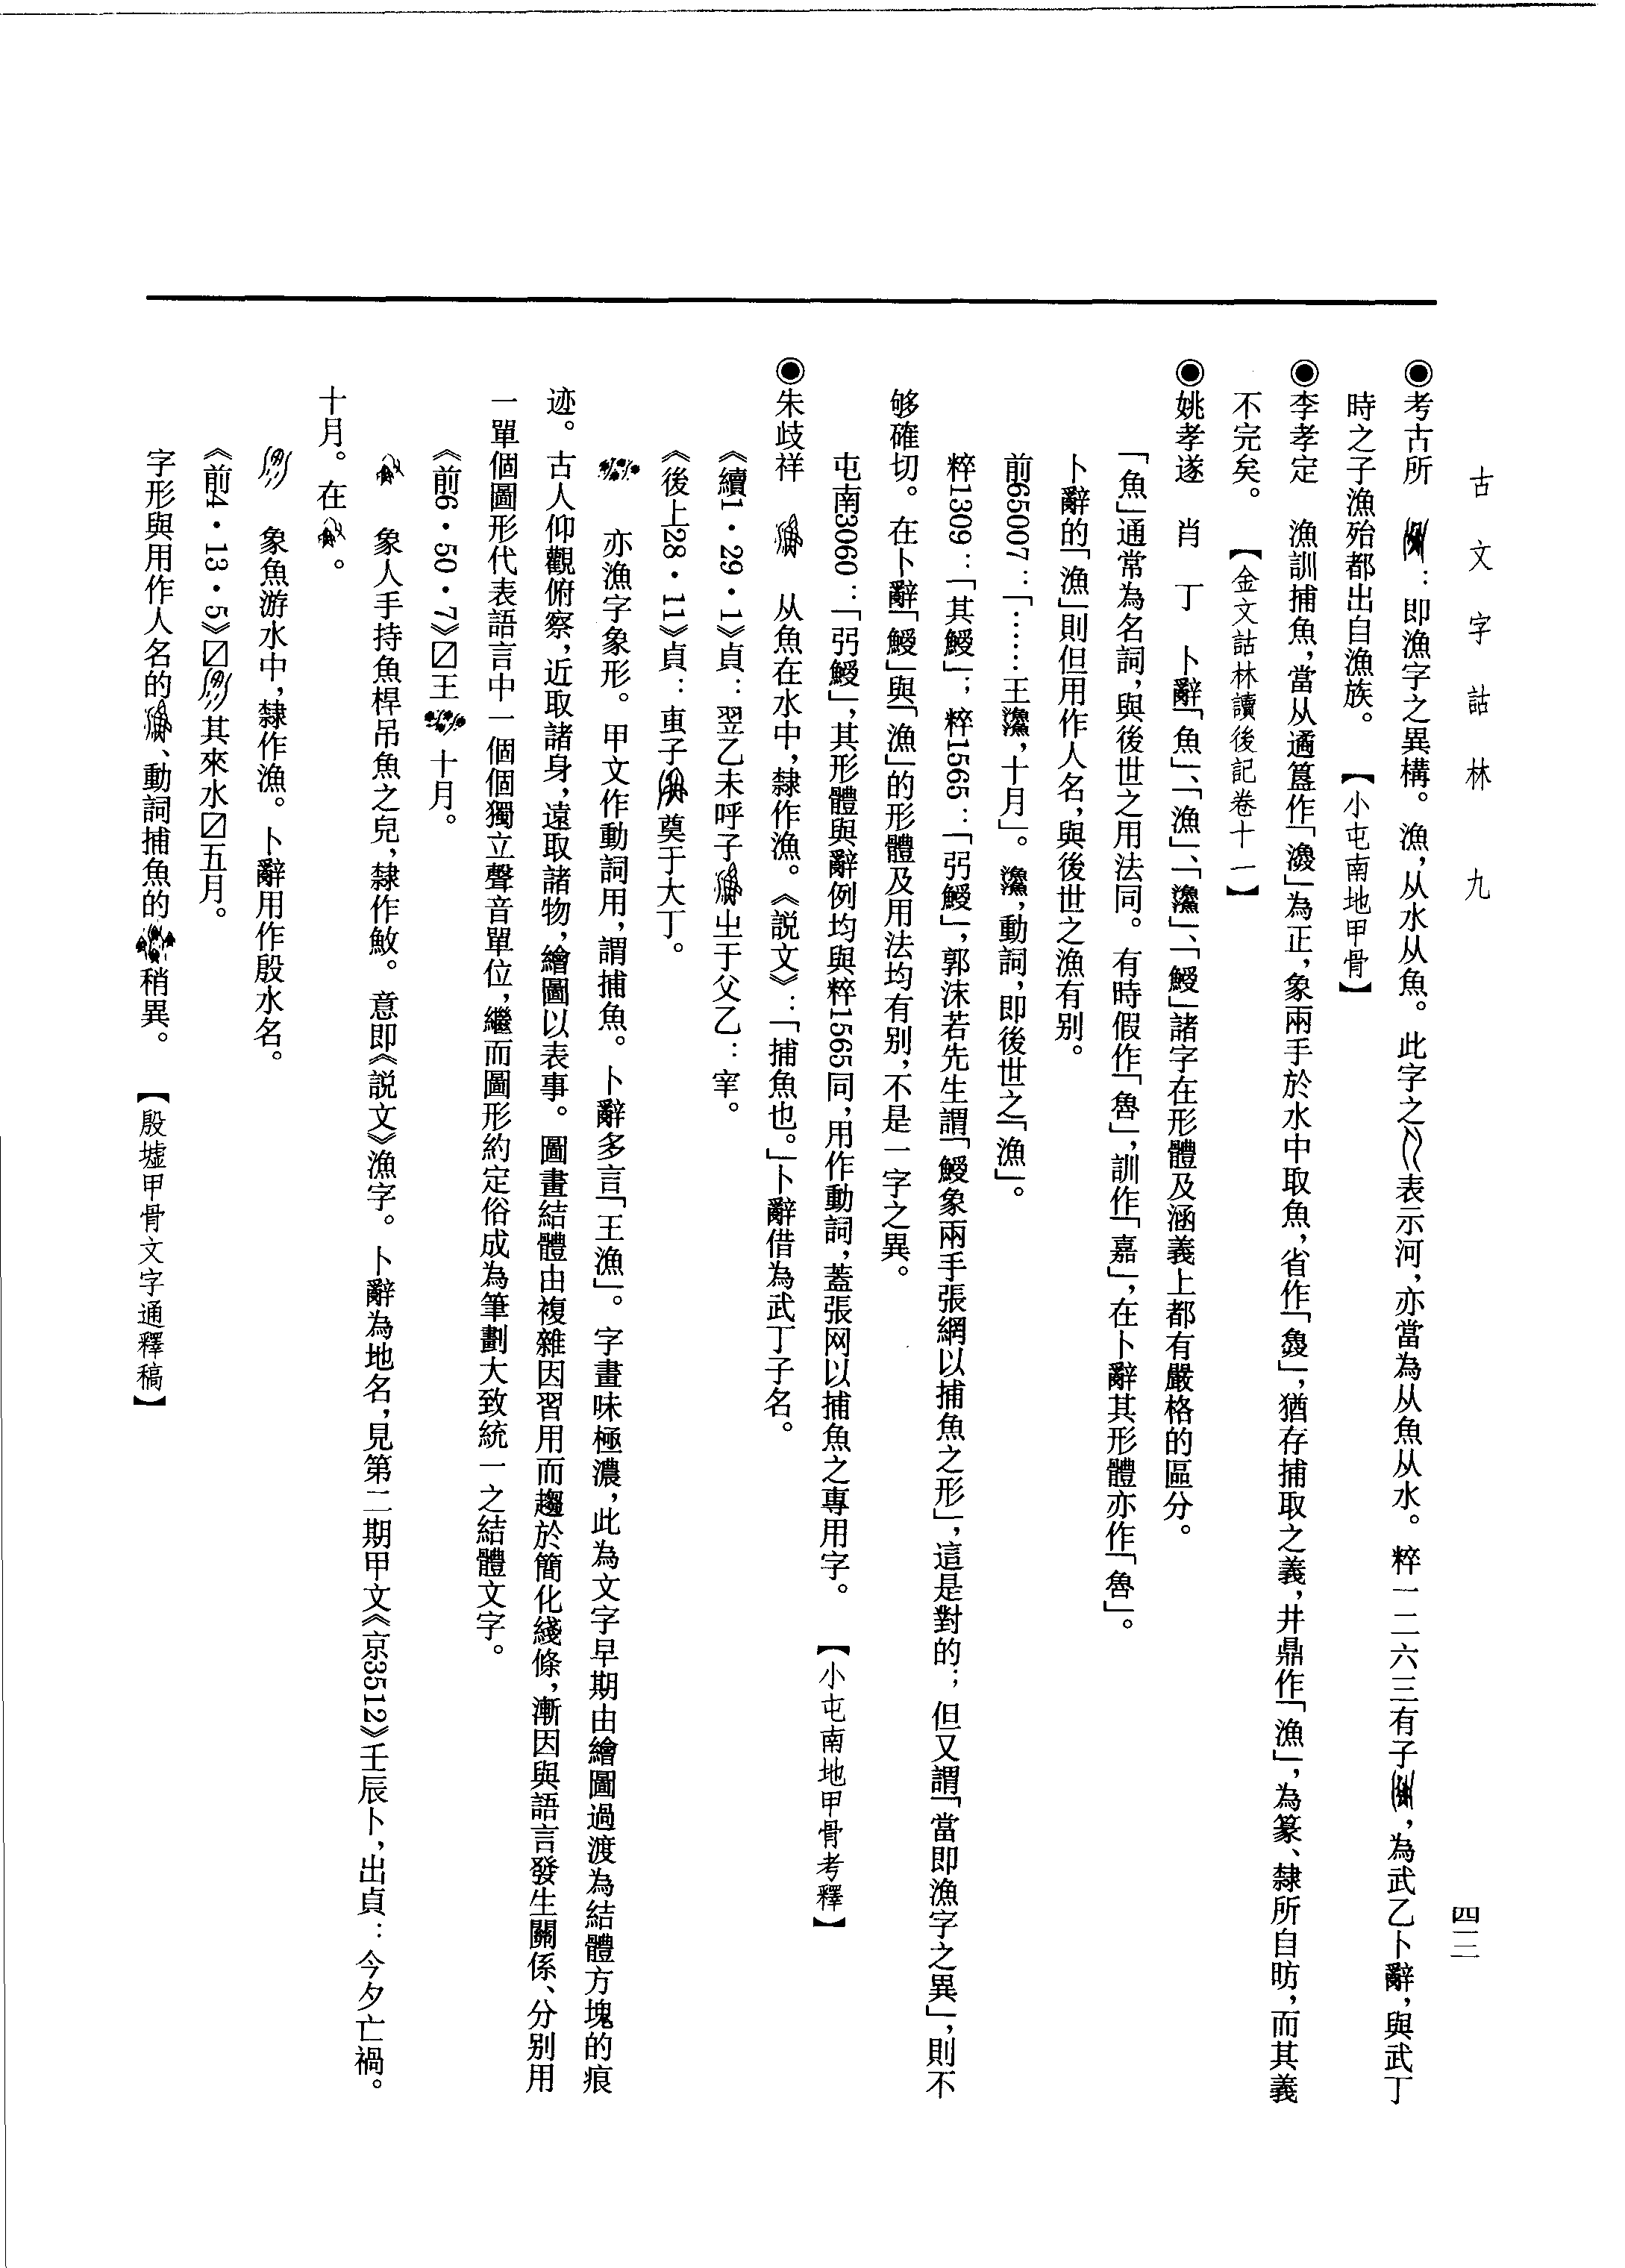 古文字詁林 九
四二
◉考古所　：即漁字之異構。漁，从水从魚。此字之表示河，亦當為从魚从水。粹一二六三有子，為武乙卜辭，與武丁
時之子漁殆都出自漁族。【小屯南地甲骨】
◉李孝定　漁訓捕魚，當从遹簋作「㵖」為正，象兩手於水中取魚，省作「𩵎」，猶存捕取之義，井鼎作「漁」，為篆、隸所自昉，而其義
不完矣。【金文詁林讀後記卷十一】
◉姚孝遂　肖　丁　卜辭「魚」、「漁」、「𤅨」、「䱷」諸字在形體及涵義上都有嚴格的區分。
「魚」通常為名詞，與後世之用法同。有時假作「魯」，訓作「嘉」，在卜辭其形體亦作「魯」。
卜辭的「漁」則但用作人名，與後世之漁有別。
前65007：「……王，十月」。，動詞，即後世之「漁」。
粹1309：「其䱷」；粹1565：「弜䱷」，郭沫若先生謂「䱷象兩手張網以捕魚之形」，這是對的；但又謂「當即漁字之異」，則不
够確切。在卜辭「䱷」與「漁」的形體及用法均有別，不是一字之異。
屯南3060：「弜䱷」，其形體與辭例均與粹1565同，用作動詞，蓋張网以捕魚之專用字。【小屯南地甲骨考釋】
◉朱歧祥　从魚在水中，隸作漁。《說文》：「捕魚也。」卜辭借為武丁子名。
《續1·29·1》貞：翌乙未呼子㞢于父乙：宰。
《後上28·11》貞：叀子奠于大丁。
亦漁字象形。甲文作動詞用，謂捕魚。卜辭多言「王漁」。字畫味極濃，此為文字早期由繪圖過渡為結體方塊的痕
迹。古人仰觀俯察，近取諸身，遠取諸物，繪圖以表事。圖畫結體由複雜因習用而趨於簡化綫條，漸因與語言發生關係、分別用
一單個圖形代表語言中一個個獨立聲音單位，繼而圖形約定俗成為筆劃大致統一之結體文字。
《前6·50·7》☑王十月。
象人手持魚桿吊魚之皃，隸作䰻。意即《說文》漁字。卜辭為地名，見第二期甲文《京3512》壬辰卜，出貞：今夕亡禍。
十月。在。
象魚游水中，隸作漁。卜辭用作殷水名。
《前4·13·5》☑其來水☑五月。
字形與用作人名的、動詞捕魚的稍異。【殷墟甲骨文字通釋稿】